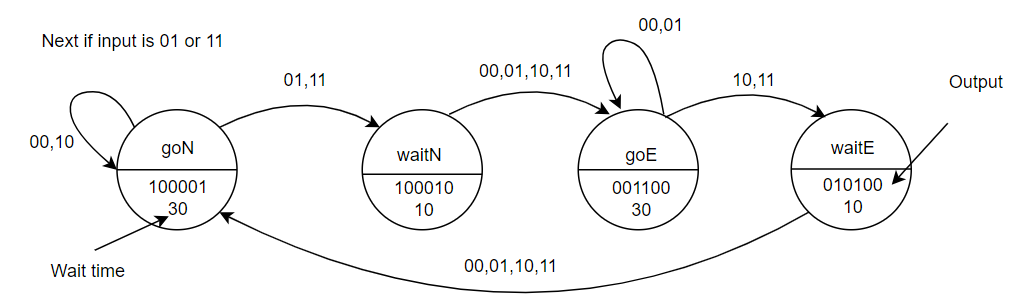 00,01
Next if input is 01 or 11
01,11
00,01,10,11
10,11
Output
00,10
goN
100001
30
waitN
100010
10
goE
001100
30
waitE
010100
10
Wait time
00,01,10,11